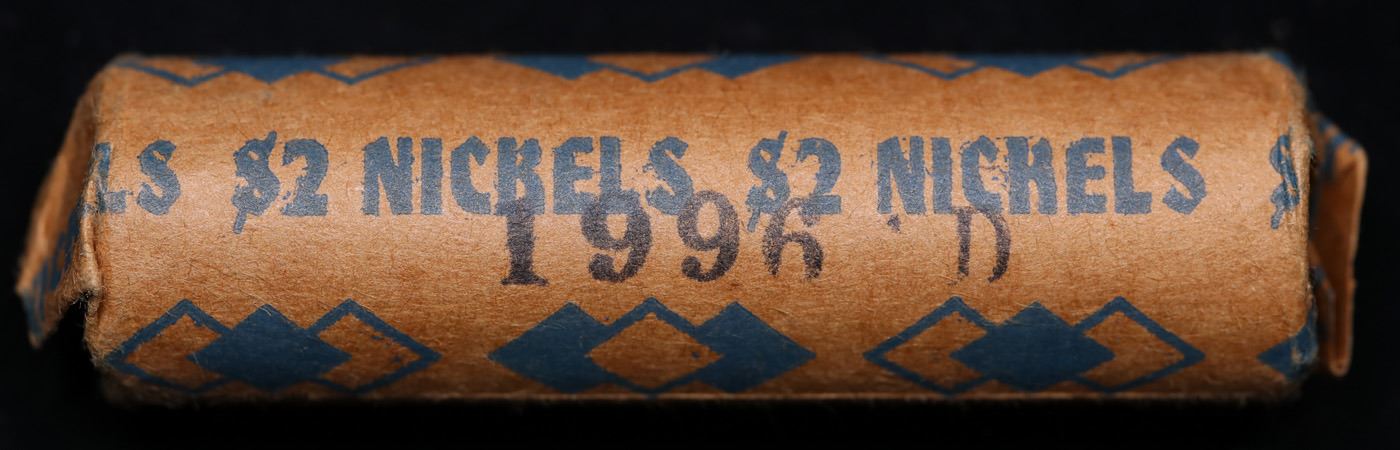 LS $2 NICKELS $2 NICKELS $
1996 D